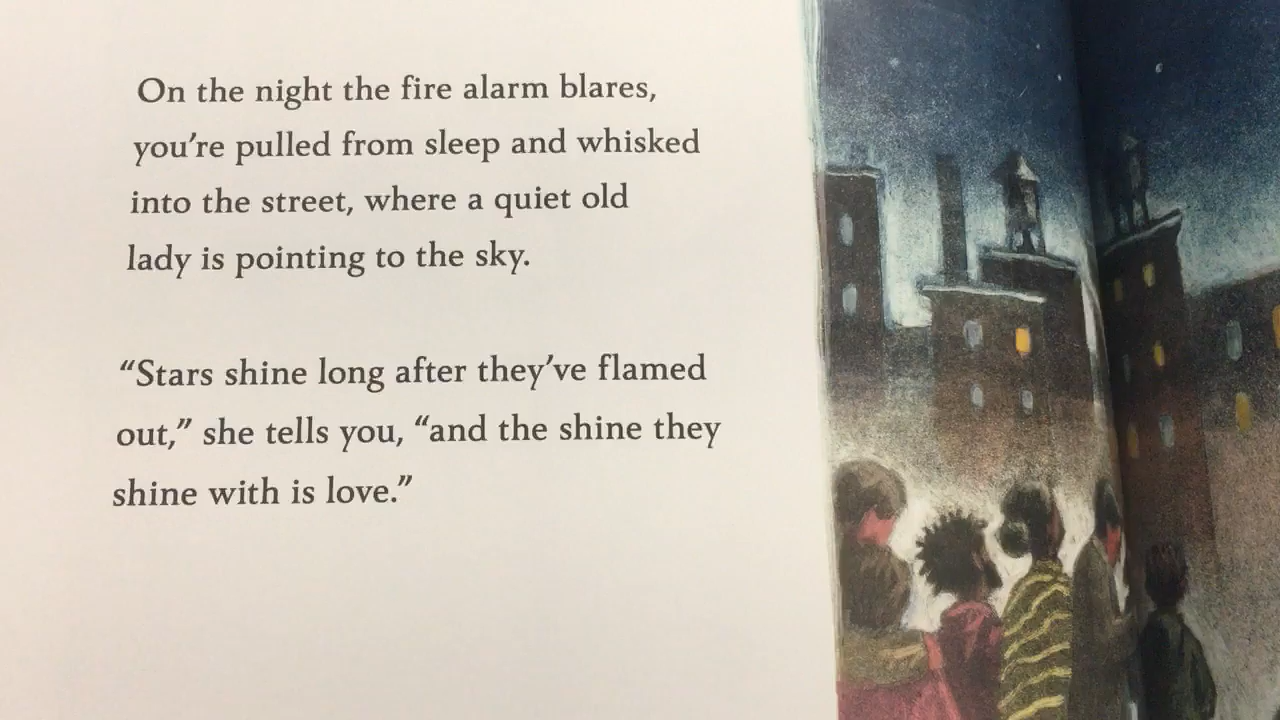 On the night the fire alarm blares,
you’re pulled from sleep and whisked
into the street, where a quiet old
lady is pointing to the sky.
“Stars shine long after they’ve flamed
out,” she tells you, “and the shine they
shine with is love.”